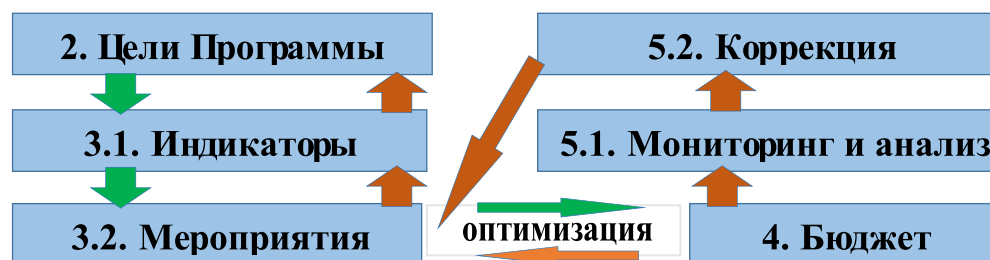 2. Цели Программы
5.2. Коррекция
3.1. Индикаторы
5.1. Мониторинг и анализ
3.2. Мероприятия
оптимизация
4. Бюджет